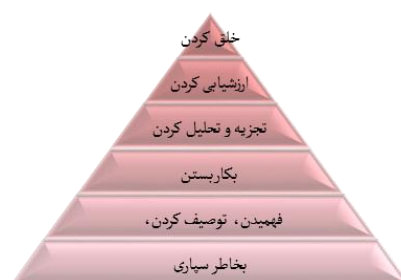 خلق کردن
ارزشیابی کردن
تجزیه و تحلیل کردن
بکاربستن
فهمیدن، توصیف کردن،
بخاطر سپاری